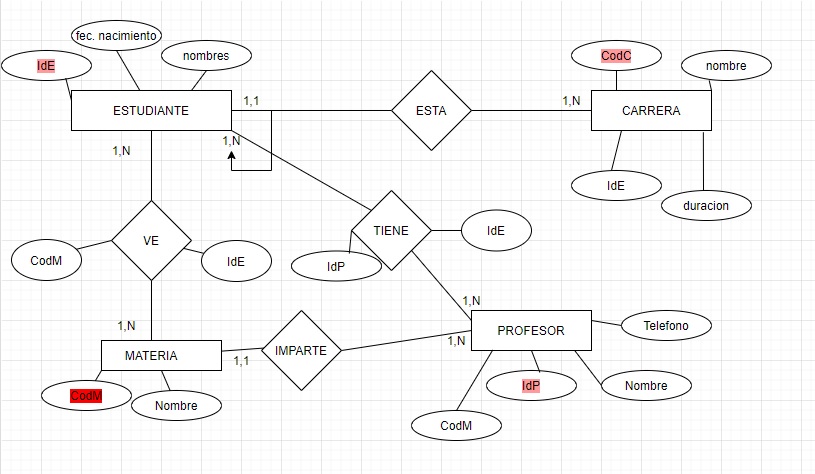 fec. nacimiento
IdE
nombres
CodC
nombre
ESTUDIANTE
1,1
ESTA
1,N
CARRERA
1,N
1,N
IdE
duracion
VE
TIENE
IdE
CodM
IdE
IdP
1,N
1,N
PROFESOR
Telefono
MATERIA
1,1
IMPARTE
1,N
CodM
Nombre
IdP
Nombre
CodM